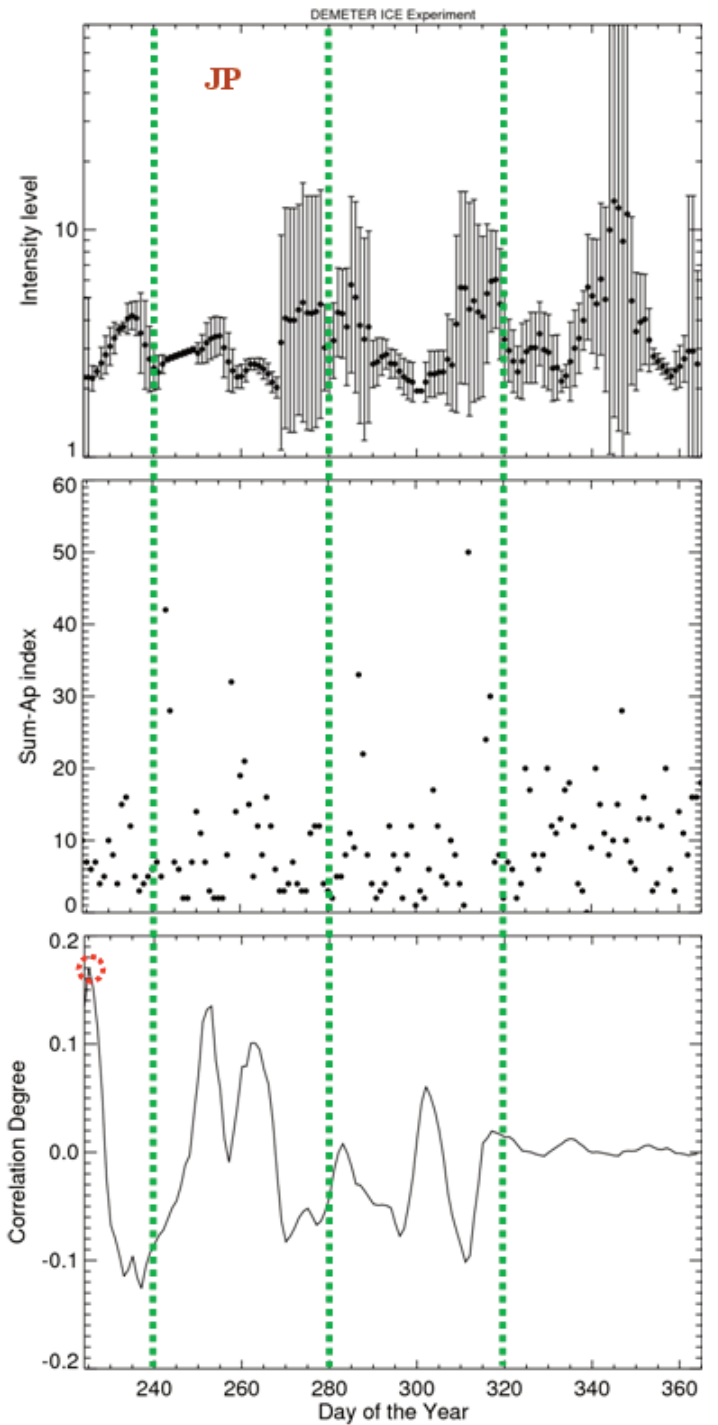 DEMETER ICE Experiment
JP
Intensity level
10
1
Sum-Ap index
60
50
40
30
20
10
0
Correlation Degree
0.2
0.1
0.0
-0.1
-0.2
240 260 280 300 320 340 360
Day of the Year